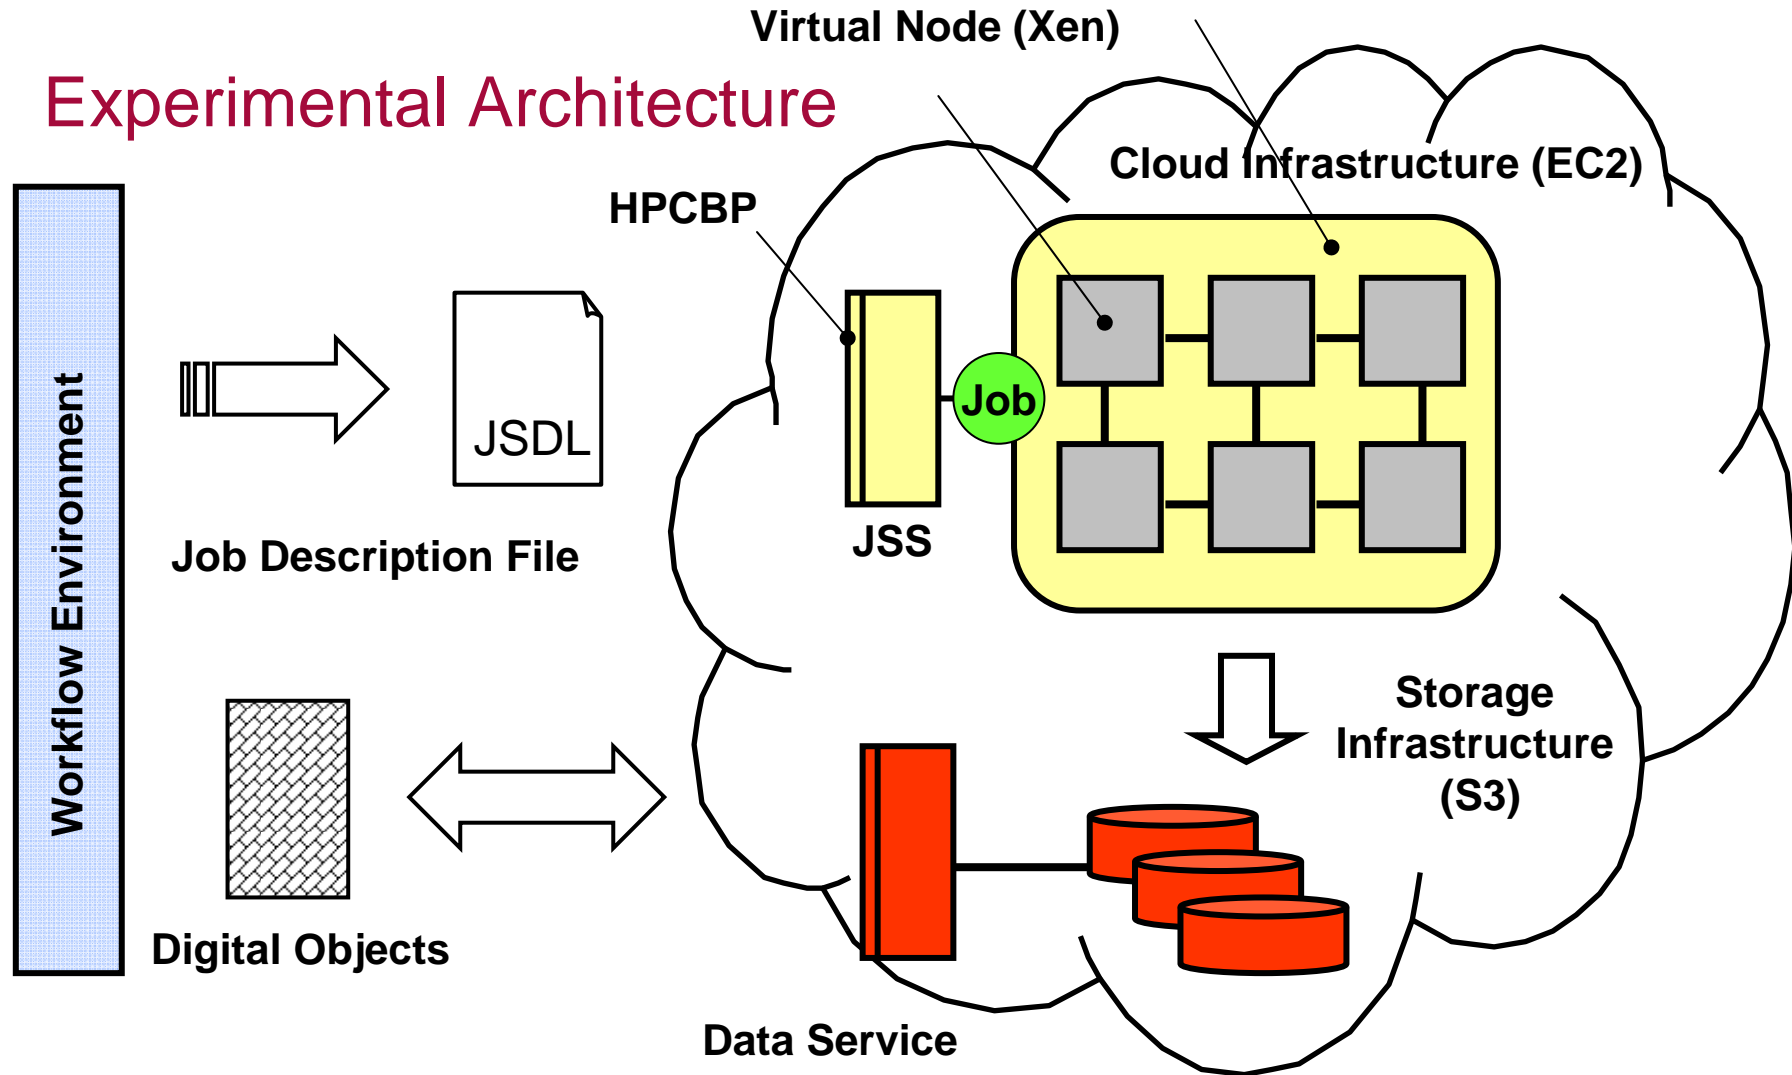 Virtual Node (Xen)
Experimental Architecture
Cloud Infrastructure (EC2)
HPCBP
Workflow Environment
JSDL
Job
JSS
Job Description File
Storage
Infrastructure
(S3)
Digital Objects
Data Service